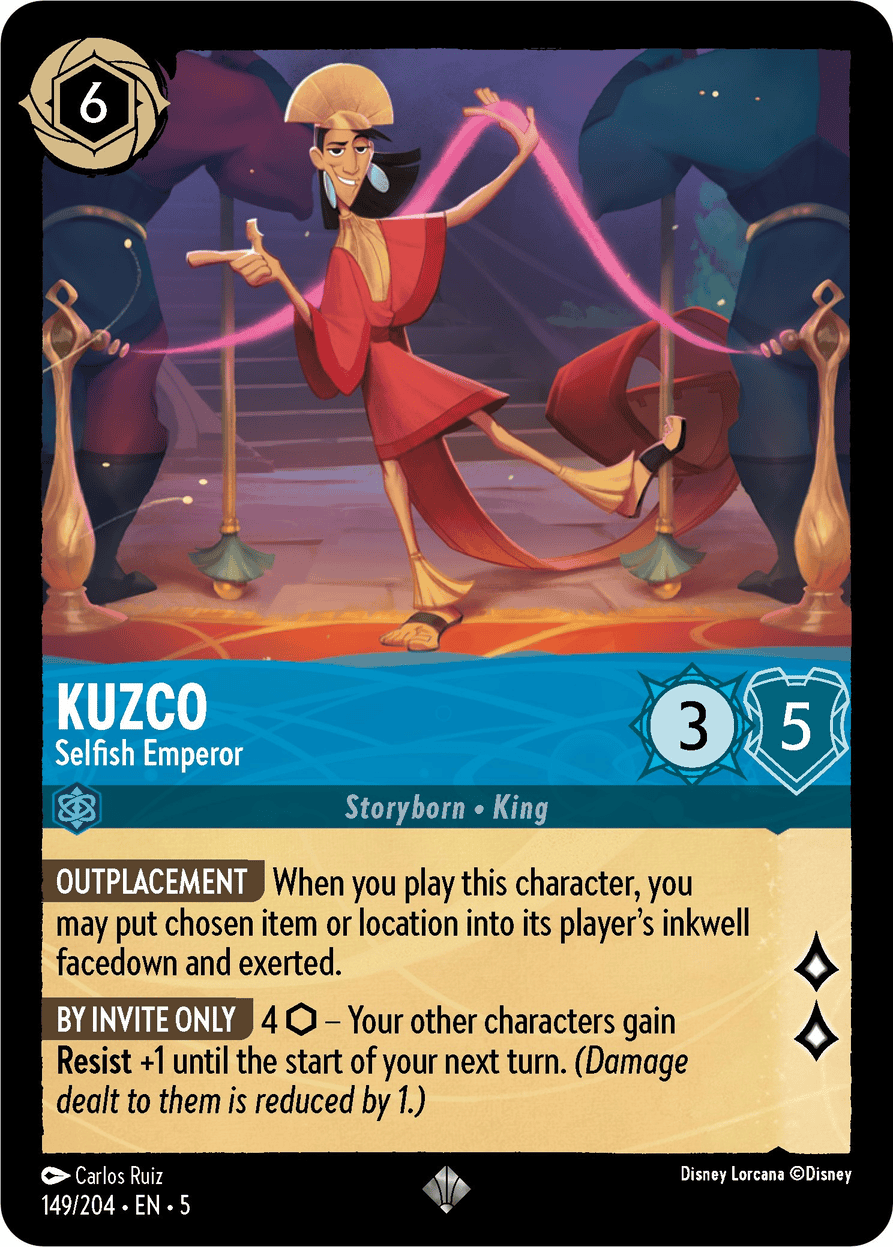 6
KUZCO
Selfish Emperor
3
5
Storyborn • King
OUTPLACEMENT When you play this character, you
may put chosen item or location into its player’s inkwell
facedown and exerted.
BY INVITE ONLY 4 ⬡ – Your other characters gain
Resist +1 until the start of your next turn. (Damage
dealt to them is reduced by 1.)
Carlos Ruiz
Disney Lorcana ©Disney
149/204 • EN • 5